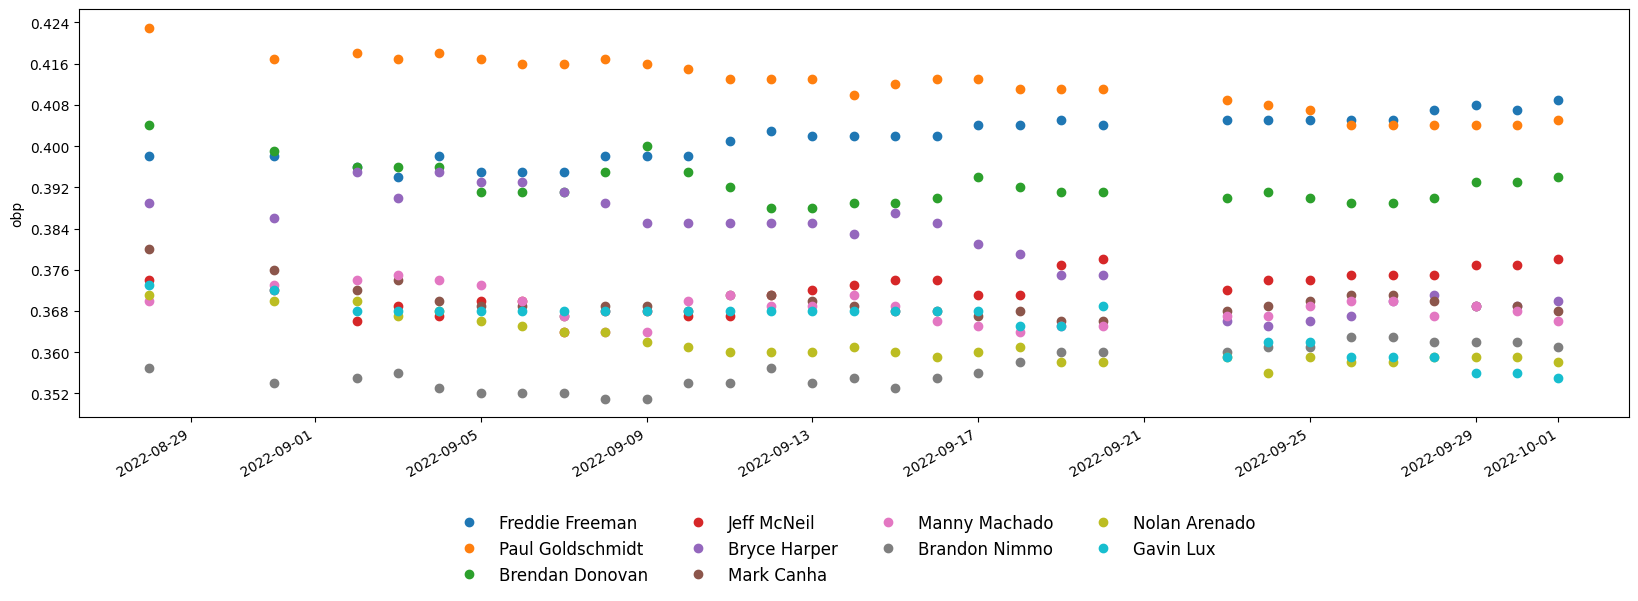 0.424
0.416
0.408
0.400
0.392
0.384
0.376
0.368
0.360
0.352
obp
2022-08-29
2022-09-01
2022-09-05
2022-09-09
2022-09-13
2022-09-17
2022-09-21
2022-09-25
2022-09-29
2022-10-01
Freddie Freeman
Paul Goldschmidt
Brendan Donovan
Jeff McNeil
Bryce Harper
Mark Canha
Manny Machado
Brandon Nimmo
Nolan Arenado
Gavin Lux